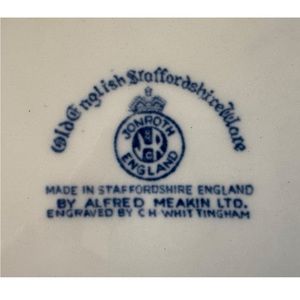 Old English Staffordshire Ware
JONROTH
ENGLAND
MADE IN STAFFORDSHIRE ENGLAND
BY ALFRED MEAKIN LTD.
ENGRAVED BY C H WHITTINGHAM